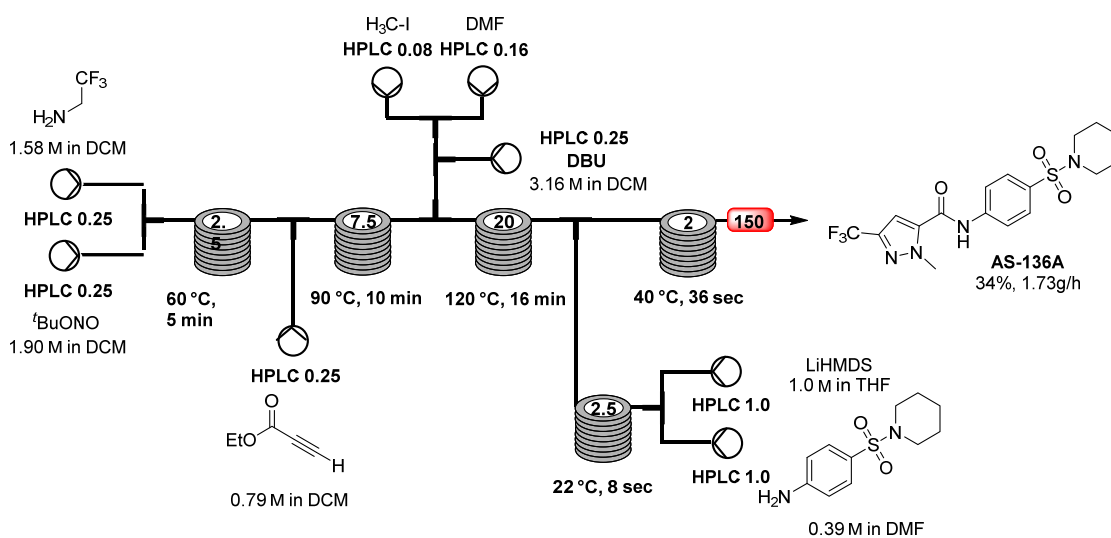 H₃C-I
HPLC 0.08
DMF
HPLC 0.16
CF₃
H₂N
1.58 M in DCM
HPLC 0.25
HPLC 0.25
ᵗBuONO
1.90 M in DCM
2.5
60 °C,
5 min
HPLC 0.25
O
EtO
H
0.79 M in DCM
7.5
90 °C, 10 min
HPLC 0.25
DBU
3.16 M in DCM
20
120 °C, 16 min
2
40 °C, 36 sec
150
2.5
22 °C, 8 sec
HPLC 1.0
HPLC 1.0
LiHMDS
1.0 M in THF
O
S
N
O
H₂N
0.39 M in DMF
O
S
N
O
O
N
H
F₃C
N
N
Me
AS-136A
34%, 1.73g/h